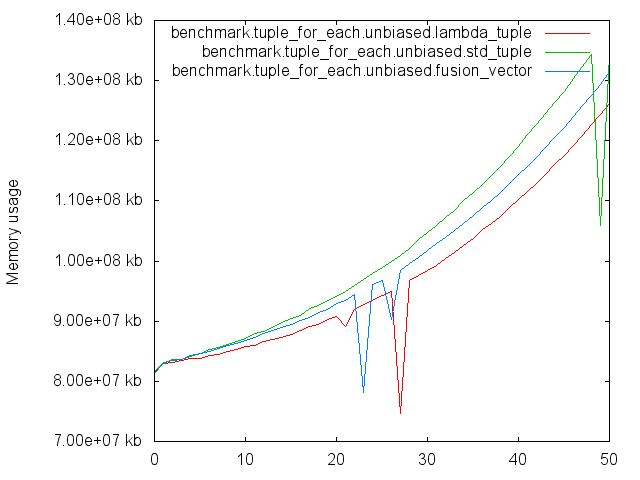 1.40e+08 kb
benchmark.tuple_for_each.unbiased.lambda_tuple
benchmark.tuple_for_each.unbiased.std_tuple
benchmark.tuple_for_each.unbiased.fusion_vector
1.30e+08 kb
1.20e+08 kb
1.10e+08 kb
1.00e+08 kb
9.00e+07 kb
8.00e+07 kb
7.00e+07 kb
Memory usage
0 10 20 30 40 50